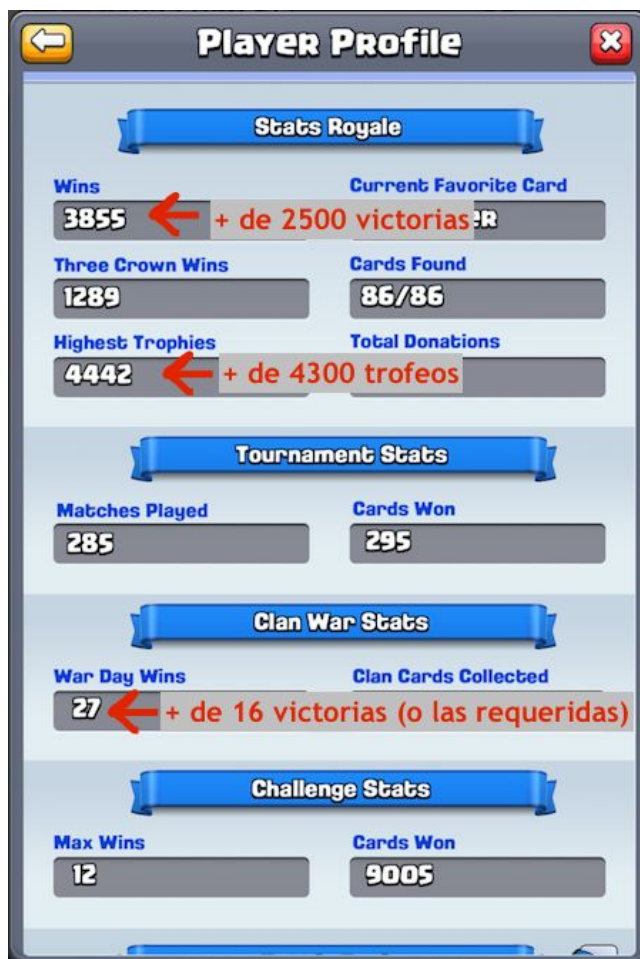 Player Profile
Stats Royale
Wins
Current Favorite Card
3855
+ de 2500 victorias
Three Crown Wins
Cards Found
1289
86/86
Highest Trophies
Total Donations
4442
+ de 4300 trofeos
Tournament Stats
Matches Played
Cards Won
285
295
Clan War Stats
War Day Wins
Clan Cards Collected
27
+ de 16 victorias (o las requeridas)
Challenge Stats
Max Wins
Cards Won
12
9005